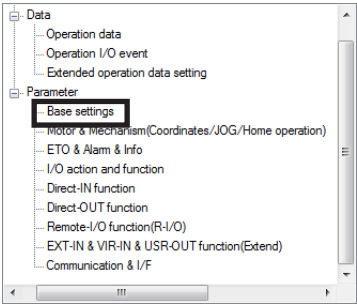 Data
Operation data
Operation I/O event
Extended operation data setting
Parameter
Base settings
Motor & Mechanism(Coordinates/JOG/Home operation)
ETO & Alarm & Info
I/O action and function
Direct-IN function
Direct-OUT function
Remote-I/O function(R-I/O)
EXT-IN & VIR-IN & USR-OUT function(Extend)
Communication & I/F